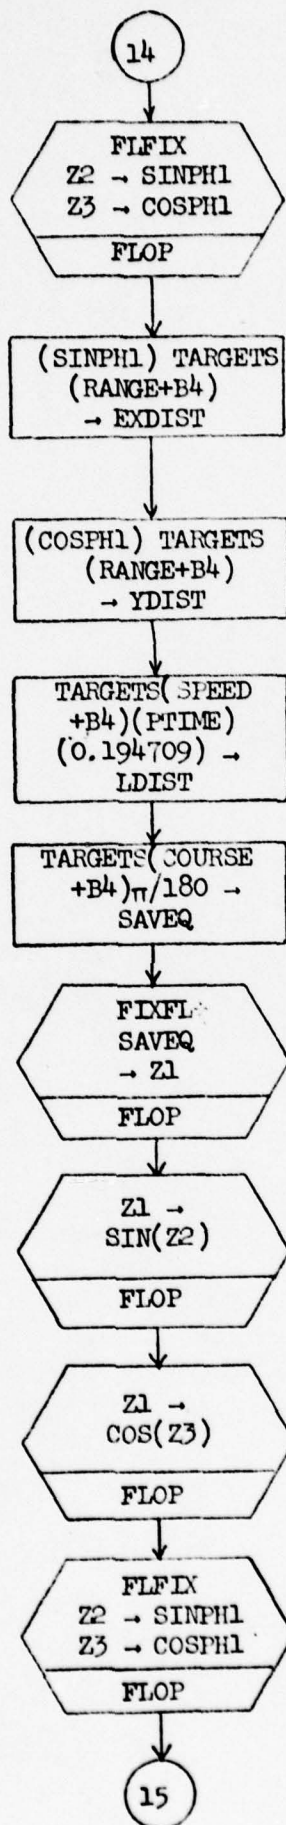 14
FLFIX
Z2 → SINPH1
Z3 → COSPH1
FLOP
(SINPH1) TARGETS
(RANGE+B4)
→ EXDIST
(COSPH1) TARGETS
(RANGE+B4)
→ YDIST
TARGETS(SPEED
+B4)(PTIME)
(0.194709) →
LDIST
TARGETS(COURSE
+B4)π/180 →
SAVEQ
FIXFL
SAVEQ
→ Z1
FLOP
Z1 →
SIN(Z2)
FLOP
Z1 →
COS(Z3)
FLOP
FLFIX
Z2 → SINPH1
Z3 → COSPH1
FLOP
15